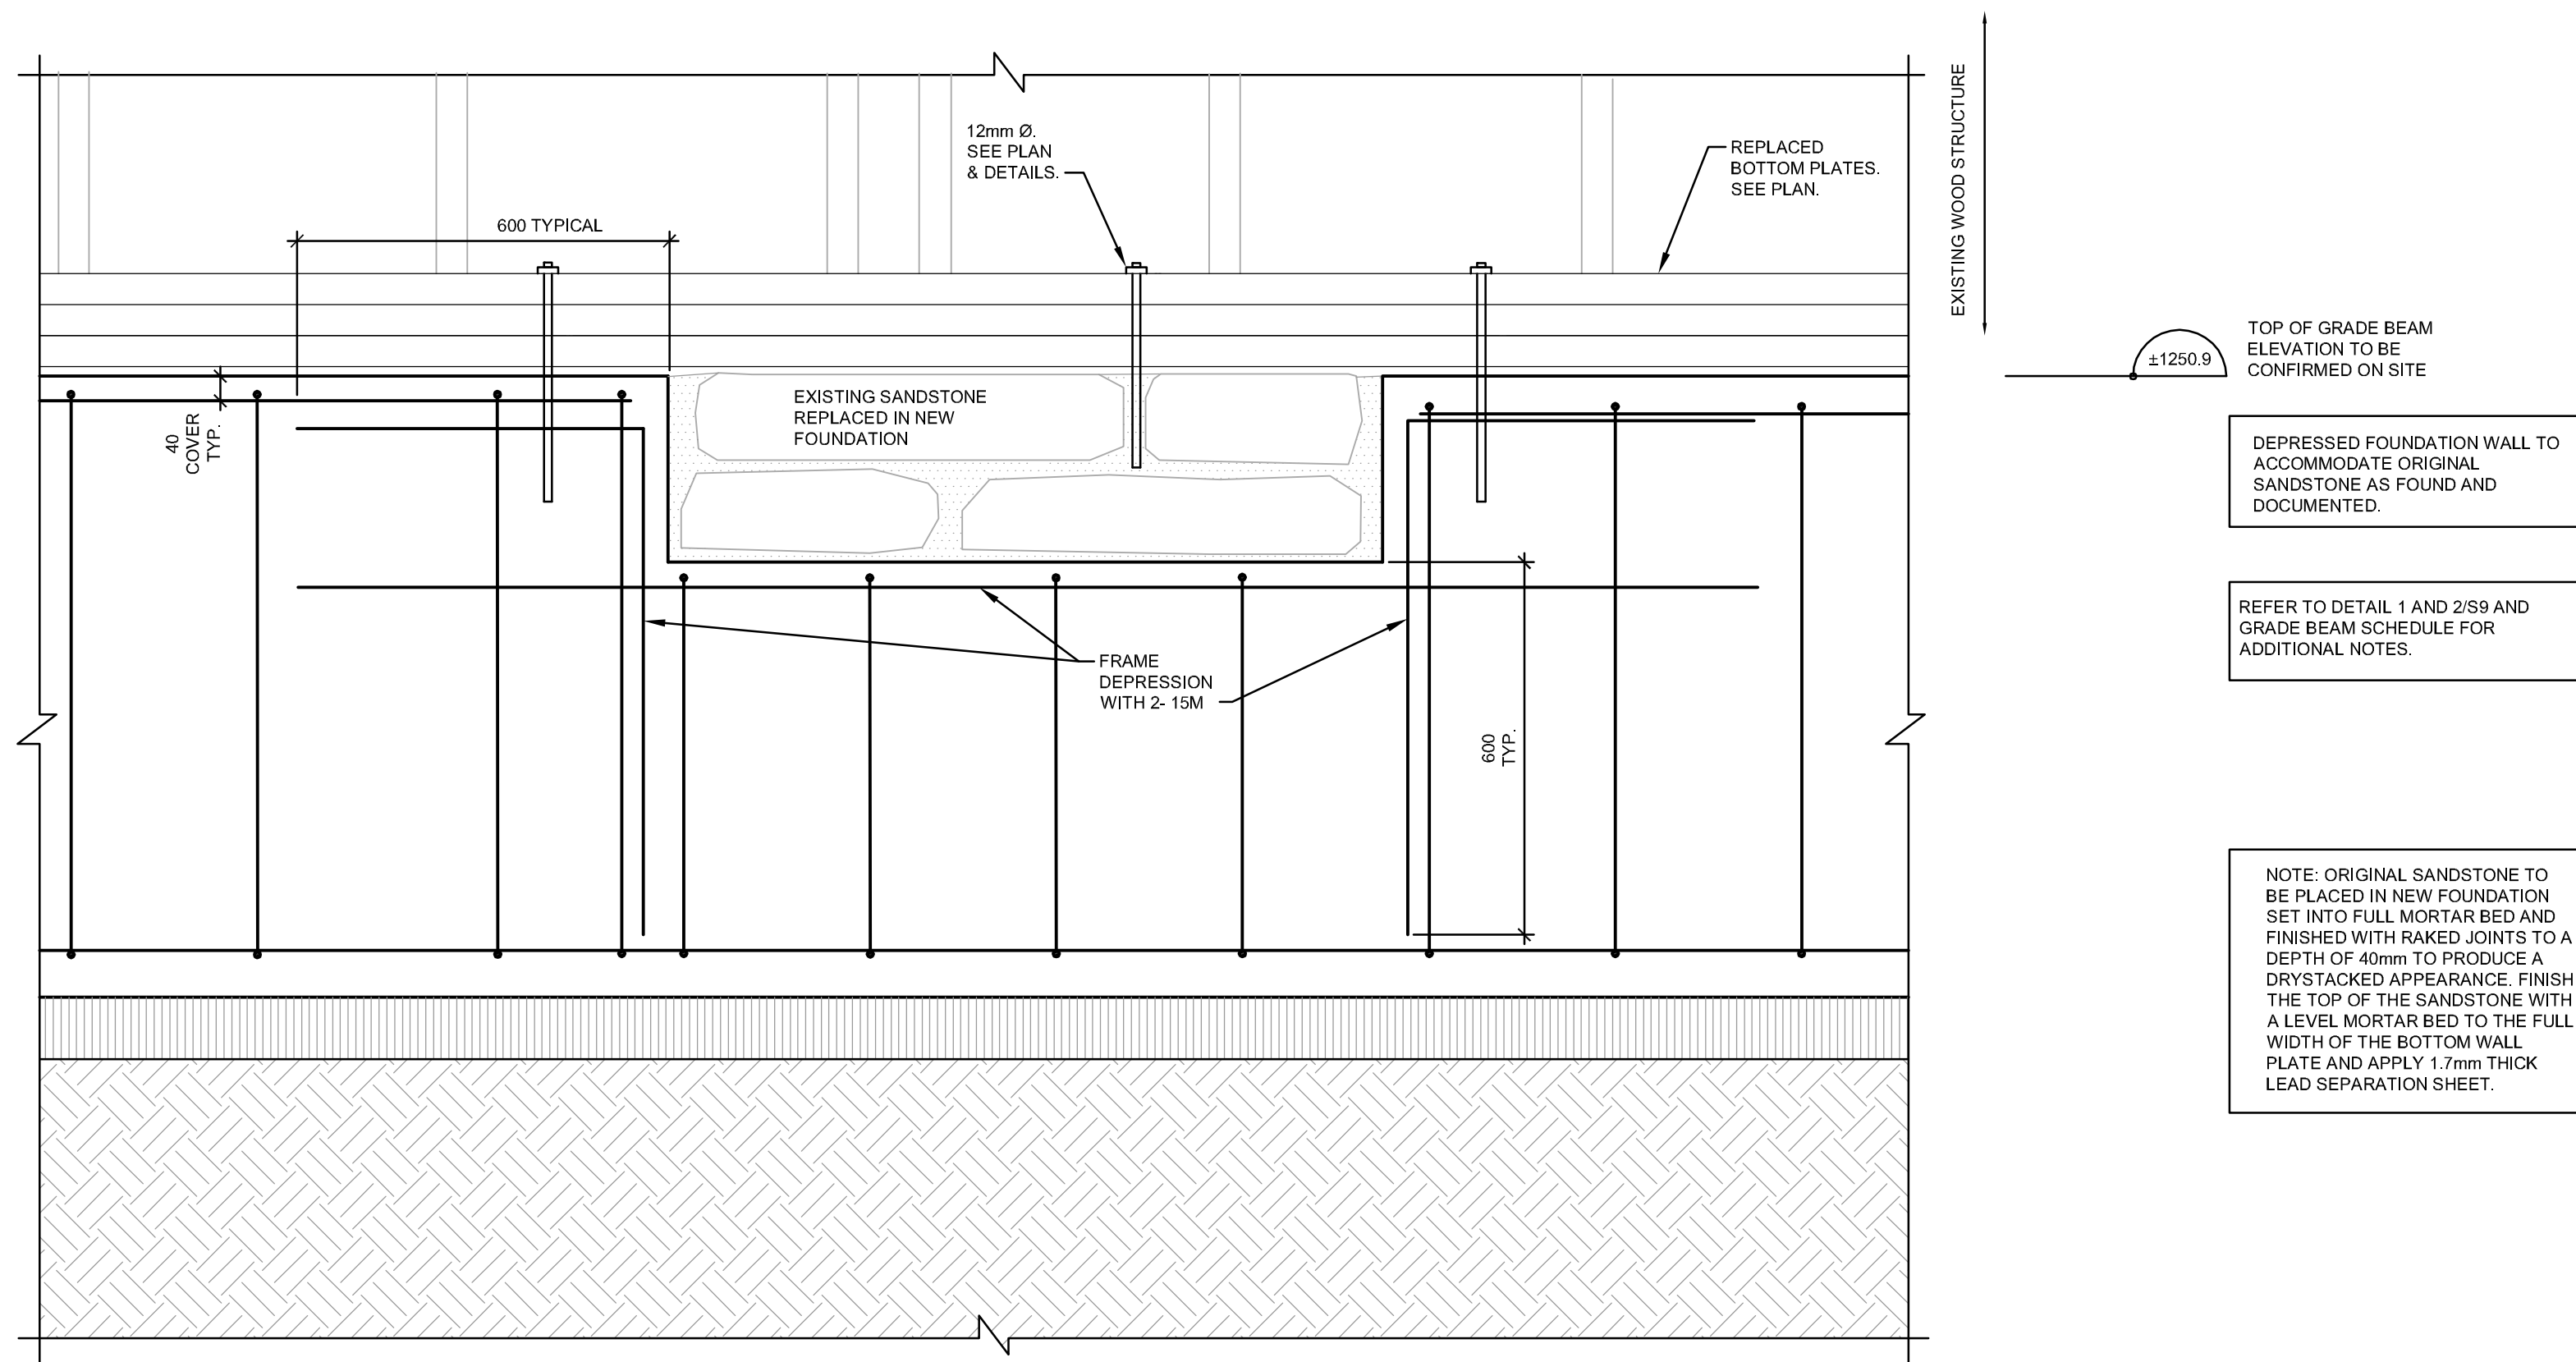 12mm Ø.
SEE PLAN
& DETAILS.
REPLACED
BOTTOM PLATES.
SEE PLAN.
EXISTING WOOD STRUCTURE
600 TYPICAL
TOP OF GRADE BEAM
ELEVATION TO BE
CONFIRMED ON SITE
±1250.9
40
COVER
TYP.
EXISTING SANDSTONE
REPLACED IN NEW
FOUNDATION
DEPRESSED FOUNDATION WALL TO
ACCOMMODATE ORIGINAL
SANDSTONE AS FOUND AND
DOCUMENTED.
REFER TO DETAIL 1 AND 2/S9 AND
GRADE BEAM SCHEDULE FOR
ADDITIONAL NOTES.
FRAME
DEPRESSION
WITH 2- 15M
600
TYP.
NOTE: ORIGINAL SANDSTONE TO
BE PLACED IN NEW FOUNDATION
SET INTO FULL MORTAR BED AND
FINISHED WITH RAKED JOINTS TO A
DEPTH OF 40mm TO PRODUCE A
DRYSTACKED APPEARANCE. FINISH
THE TOP OF THE SANDSTONE WITH
A LEVEL MORTAR BED TO THE FULL
WIDTH OF THE BOTTOM WALL
PLATE AND APPLY 1.7mm THICK
LEAD SEPARATION SHEET.